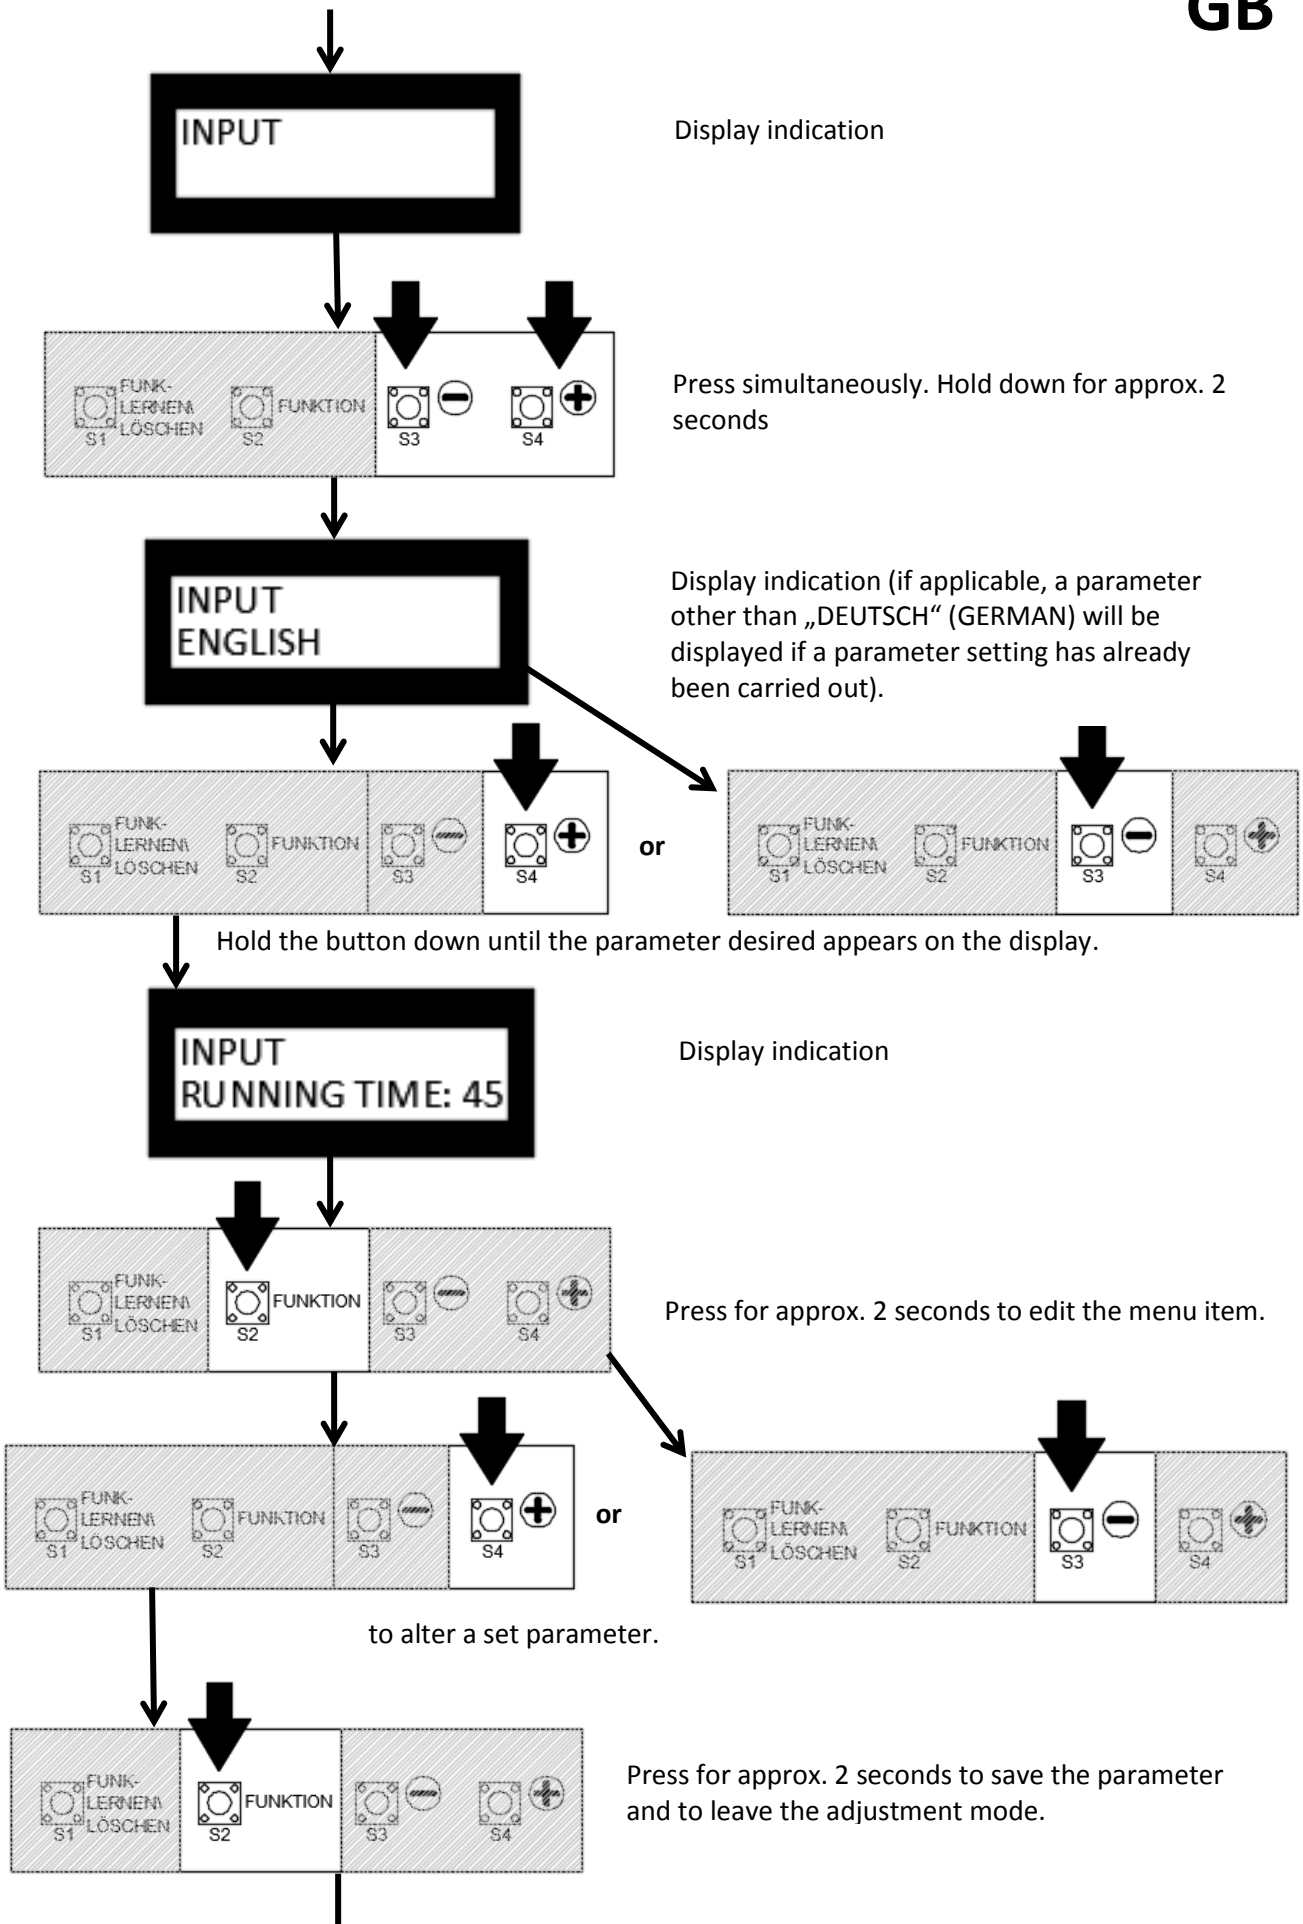 GB
INPUT
Display indication
FUNK-
LERNEN\
LÖSCHEN
S1
FUNKTION
S2
S3
S4
Press simultaneously. Hold down for approx. 2
seconds
INPUT
ENGLISH
Display indication (if applicable, a parameter
other than „DEUTSCH“ (GERMAN) will be
displayed if a parameter setting has already
been carried out).
FUNK-
LERNEN\
LÖSCHEN
S1
FUNKTION
S2
S3
S4
or
FUNK-
LERNEN\
LÖSCHEN
S1
FUNKTION
S2
S3
S4
Hold the button down until the parameter desired appears on the display.
INPUT
RUNNING TIME: 45
Display indication
FUNK-
LERNEN\
LÖSCHEN
S1
FUNKTION
S2
S3
S4
Press for approx. 2 seconds to edit the menu item.
FUNK-
LERNEN\
LÖSCHEN
S1
FUNKTION
S2
S3
S4
or
FUNK-
LERNEN\
LÖSCHEN
S1
FUNKTION
S2
S3
S4
to alter a set parameter.
FUNK-
LERNEN\
LÖSCHEN
S1
FUNKTION
S2
S3
S4
Press for approx. 2 seconds to save the parameter
and to leave the adjustment mode.